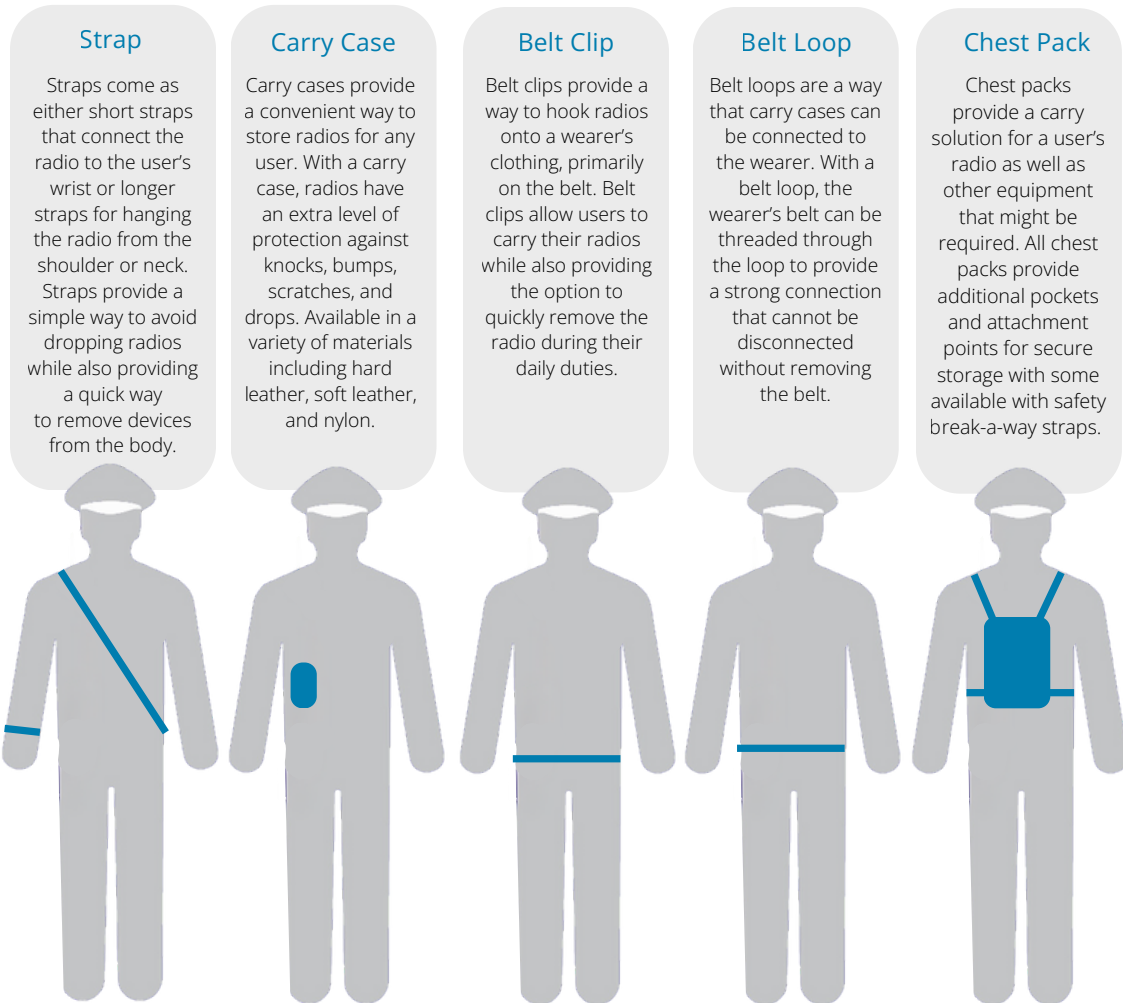 Strap
Straps come as
either short straps
that connect the
radio to the user's
wrist or longer
straps for hanging
the radio from the
shoulder or neck.
Straps provide a
simple way to avoid
dropping radios
while also providing
a quick way
to remove devices
from the body.
Carry Case
Carry cases provide
a convenient way to
store radios for any
user. With a carry
case, radios have
an extra level of
protection against
knocks, bumps,
scratches, and
drops. Available in a
variety of materials
including hard
leather, soft leather,
and nylon.
Belt Clip
Belt clips provide a
way to hook radios
onto a wearer's
clothing, primarily
on the belt. Belt
clips allow users to
carry their radios
while also providing
the option to
quickly remove the
radio during their
daily duties.
Belt Loop
Belt loops are a way
that carry cases can
be connected to
the wearer. With a
belt loop, the
wearer's belt can be
threaded through
the loop to provide
a strong connection
that cannot be
disconnected
without removing
the belt.
Chest Pack
Chest packs
provide a carry
solution for a user's
radio as well as
other equipment
that might be
required. All chest
packs provide
additional pockets
and attachment
points for secure
storage with some
available with safety
break-a-way straps.